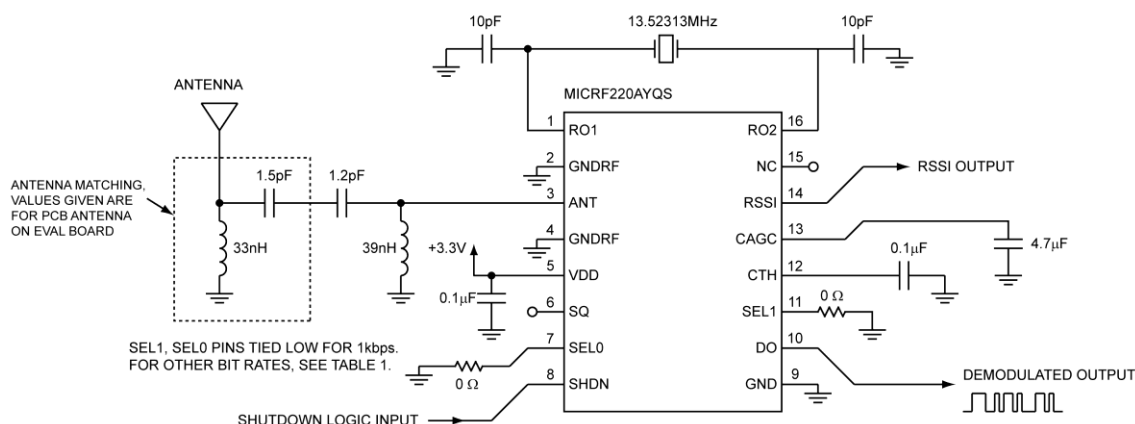 10pF
13.52313MHz
10pF
ANTENNA
MICRF220AYQS
1
RO1
RO2
16
2
GNDRF
NC
15
RSSI OUTPUT
ANTENNA MATCHING,
VALUES GIVEN ARE
FOR PCB ANTENNA
ON EVAL BOARD
1.5pF
1.2pF
3
ANT
RSSI
14
33nH
39nH
4
GNDRF
CAGC
13
4.7μF
+3.3V
5
VDD
CTH
12
0.1μF
0.1μF
6
SQ
SEL1
11
0 Ω
SEL1, SEL0 PINS TIED LOW FOR 1kbps.
FOR OTHER BIT RATES, SEE TABLE 1.
7
SEL0
DO
10
0 Ω
8
SHDN
GND
9
DEMODULATED OUTPUT
SHUTDOWN LOGIC INPUT